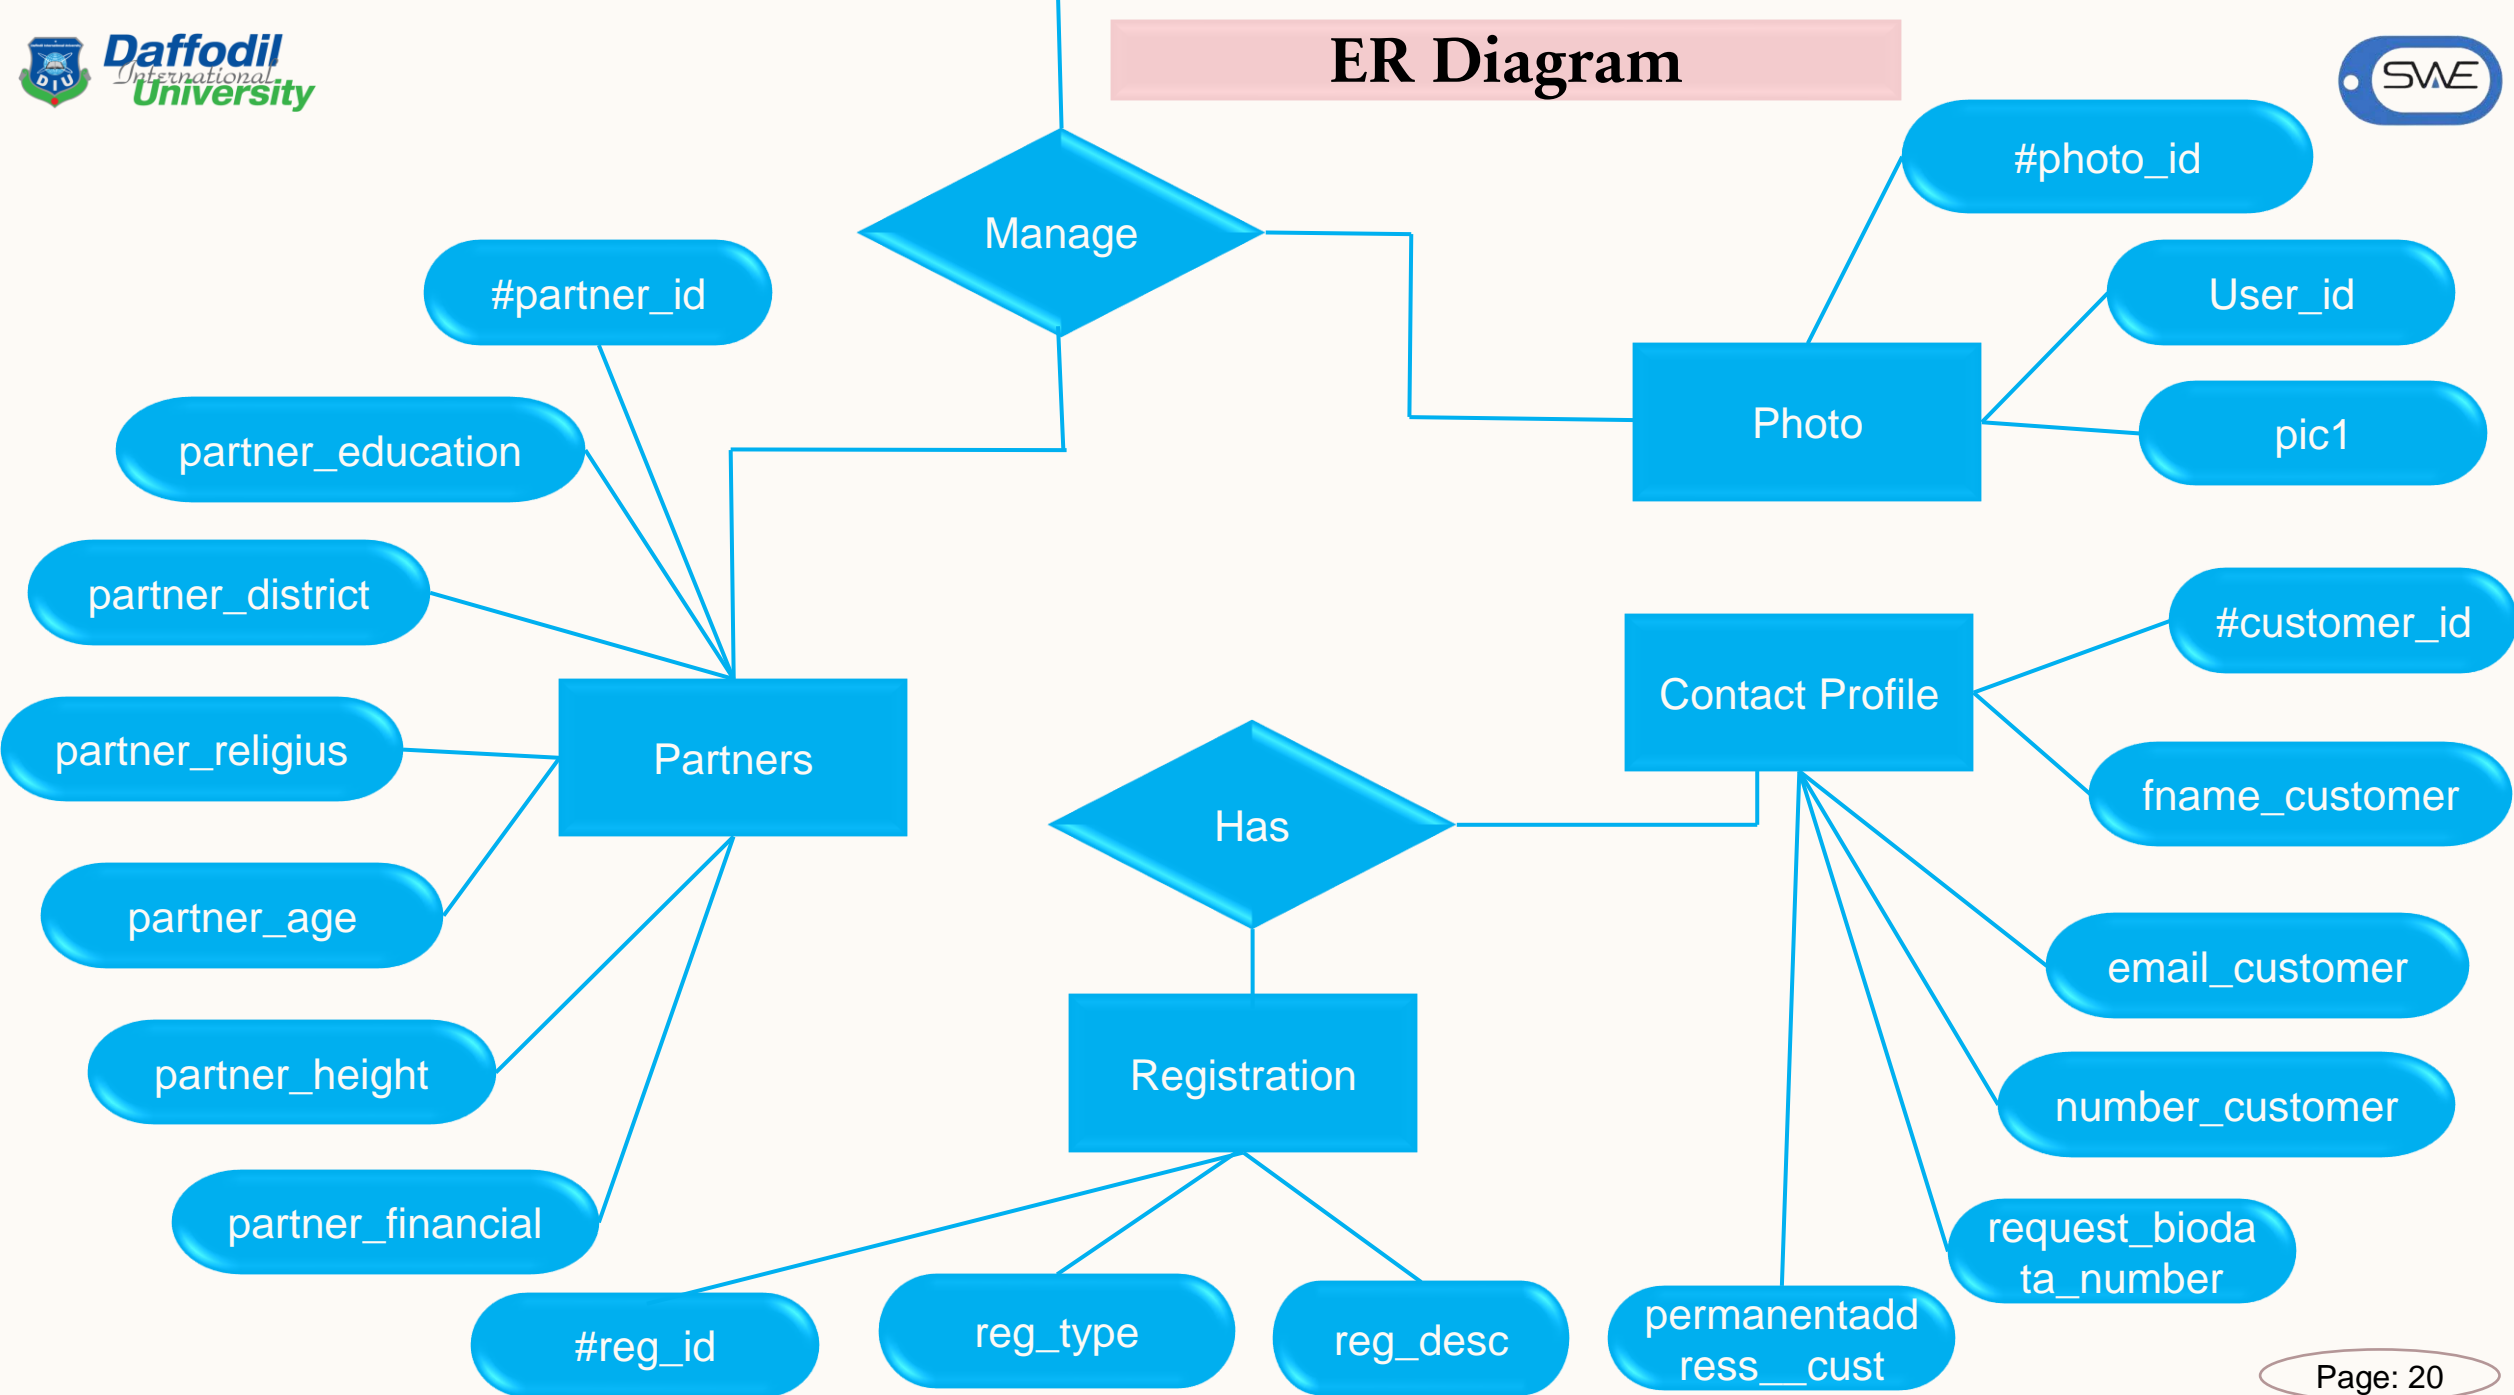 Daffodil
International
University
DIU
ER Diagram
SWE
#photo_id
Manage
#partner_id
User_id
Photo
pic1
partner_education
partner_district
#customer_id
Contact Profile
partner_religius
Partners
fname_customer
Has
partner_age
email_customer
partner_height
Registration
number_customer
partner_financial
request_bioda
ta_number
#reg_id
reg_type
reg_desc
permanentadd
ress__cust
Page: 20